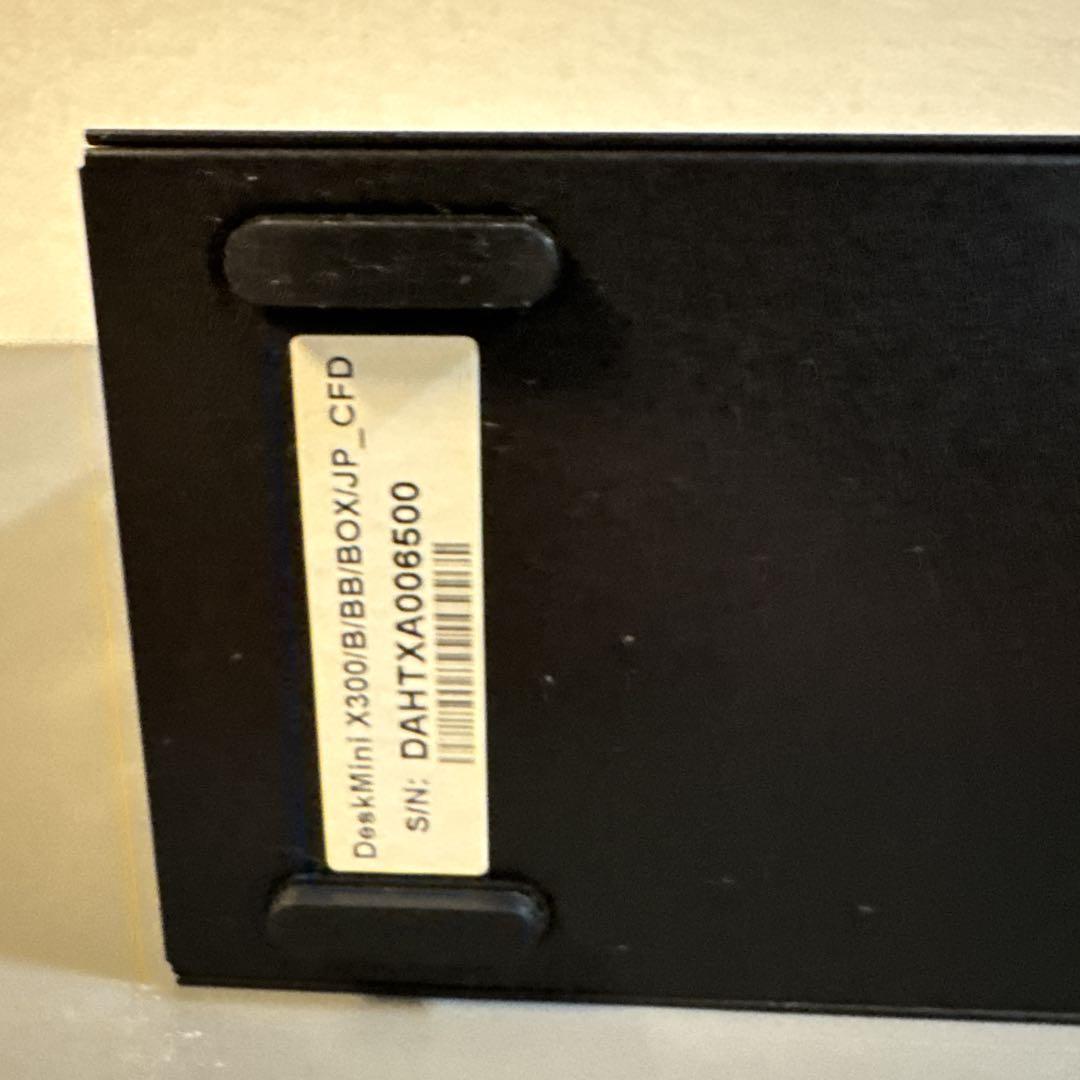 DeskMini X300/B/BB/BOX/JP_CFD
S/N: DAHTXA006500